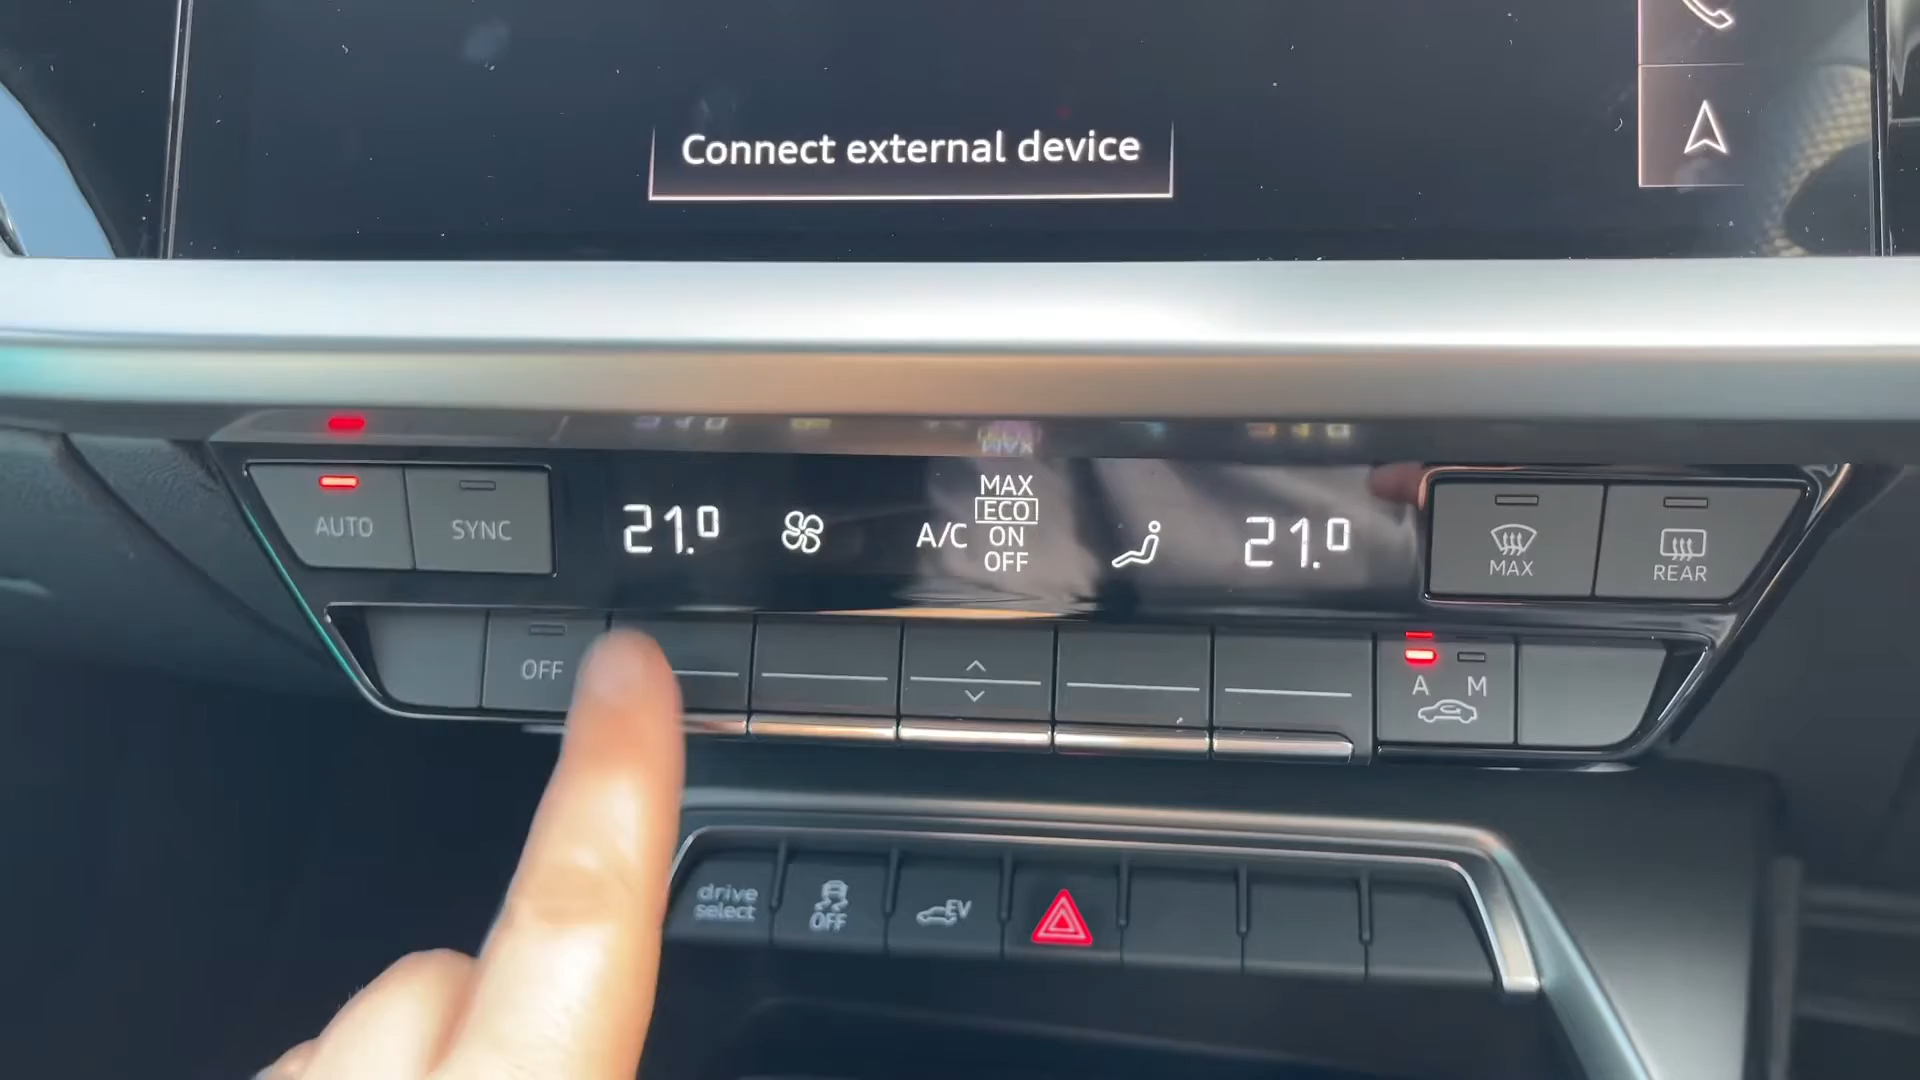 Connect external device
AUTO
SYNC
21.0
A/C
MAX
ECO
ON
OFF
21.0
MAX
REAR
OFF
A M
drive
select
OFF
EV